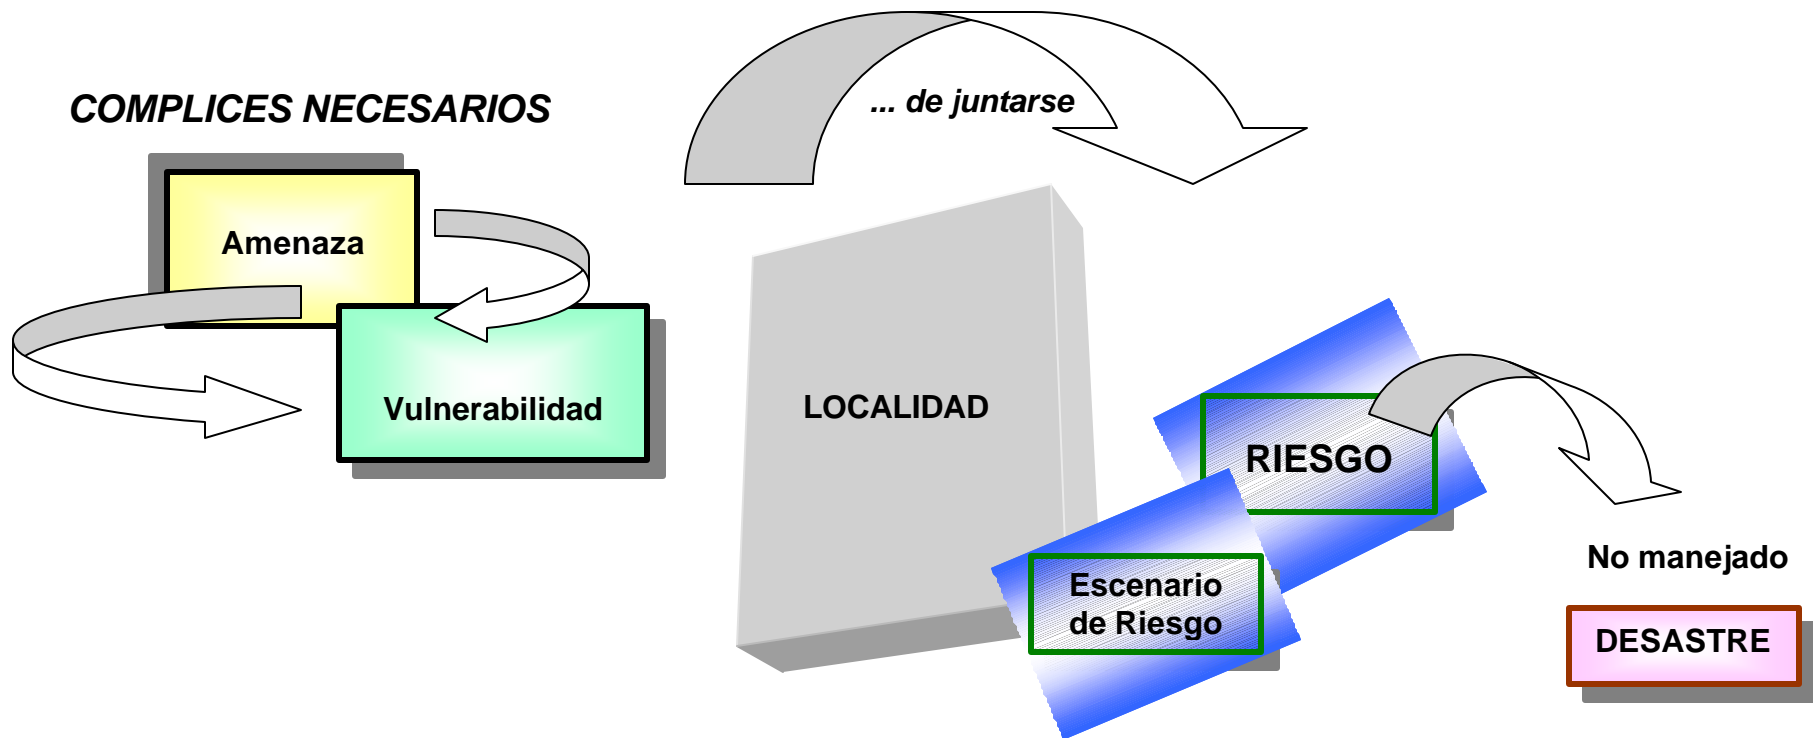 COMPLICES NECESARIOS
... de juntarse
Amenaza
Vulnerabilidad
LOCALIDAD
RIESGO
Escenario
de Riesgo
No manejado
DESASTRE